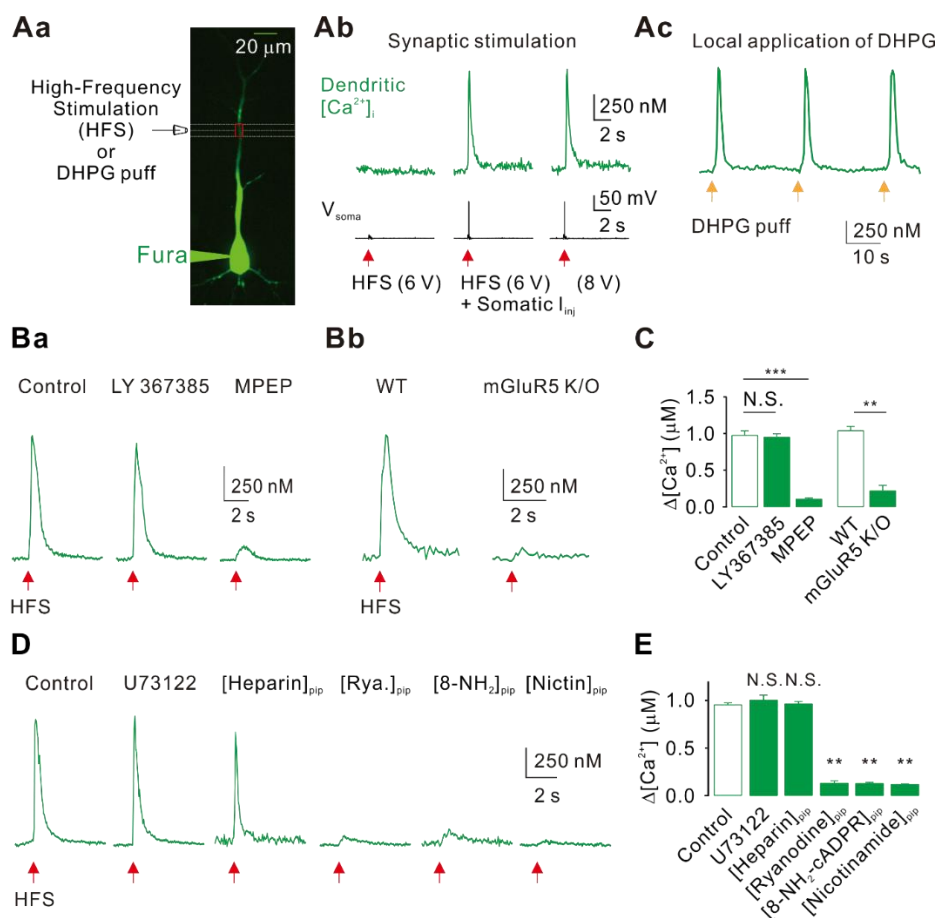 Aa
20 μm
High-Frequency
Stimulation
(HFS)
or
DHPG puff
Fura
Ab
Synaptic stimulation
Dendritic
[Ca²⁺]i
250 nM
2 s
Vsoma
50 mV
2 s
HFS (6 V) HFS (6 V) (8 V)
+ Somatic Iinj
Ac
Local application of DHPG
DHPG puff
250 nM
10 s
Ba
Control LY 367385 MPEP
250 nM
2 s
HFS
Bb
WT mGluR5 K/O
250 nM
2 s
HFS
C
***
N.S.
**
1.5
1.0
0.5
0.0
Δ[Ca²⁺] (μM)
Control
LY367385
MPEP
WT
mGluR5 K/O
D
Control U73122 [Heparin]pip [Rya.]pip [8-NH₂]pip [Nictin]pip
250 nM
2 s
HFS
E
N.S. N.S.
** ** **
1.0
0.5
0.0
Δ[Ca²⁺] (μM)
Control
U73122
[Heparin]pip
[Ryanodine]pip
[8-NH₂-cADPR]pip
[Nicotinamide]pip